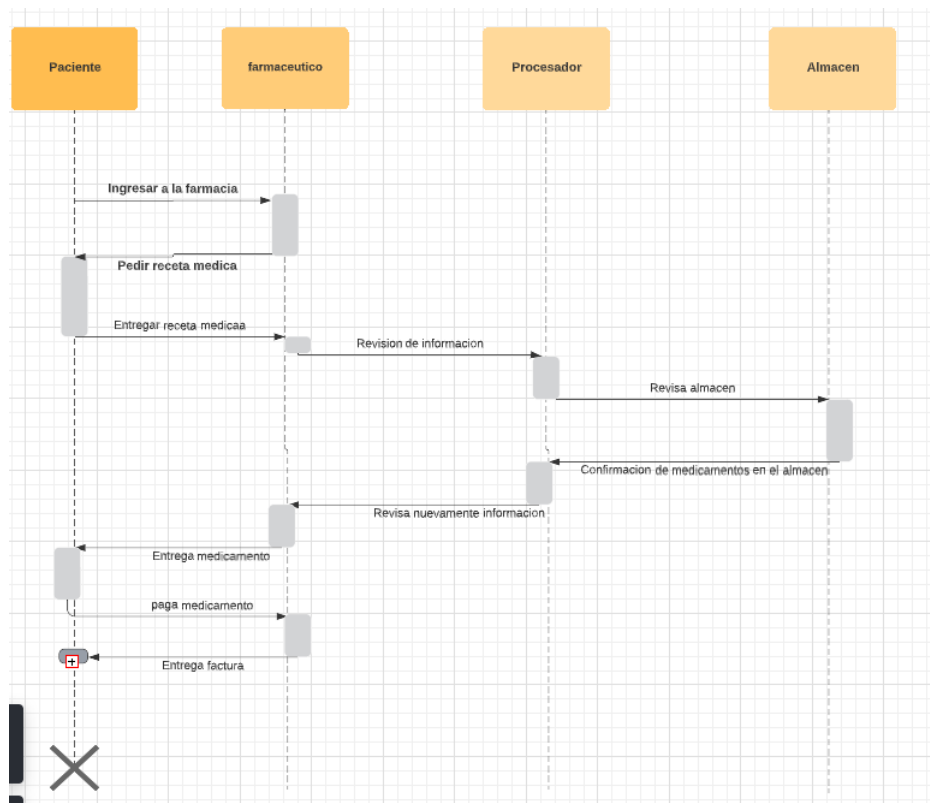 Paciente
farmaceutico
Procesador
Almacen
Ingresar a la farmacia
Pedir receta medica
Entregar receta medicaa
Revision de informacion
Revisa almacen
Confirmacion de medicamentos en el almacen
Revisa nuevamente informacion
Entrega medicamento
paga medicamento
Entrega factura